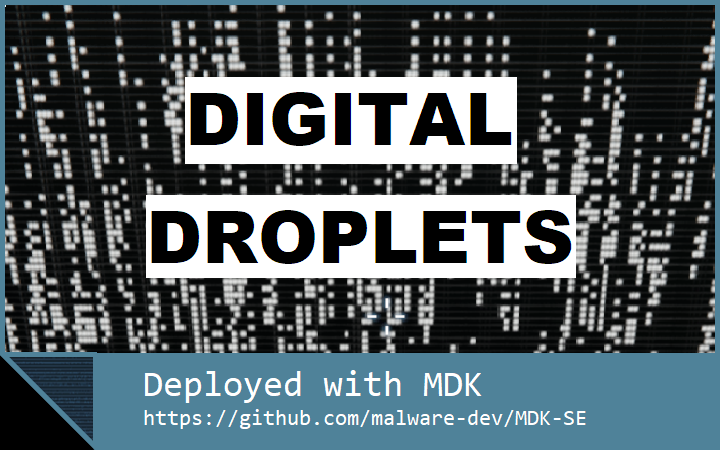 DIGITAL
DROPLETS
Deployed with MDK
https://github.com/malware-dev/MDK-SE